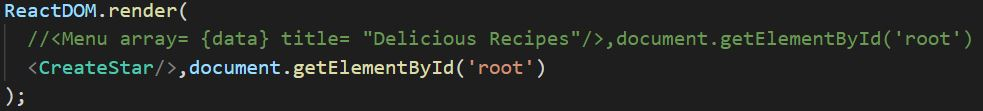 ReactDOM.render(
//<Menu array= {data} title= "Delicious Recipes"/>,document.getElementById('root')
<CreateStar/>,document.getElementById('root')
);